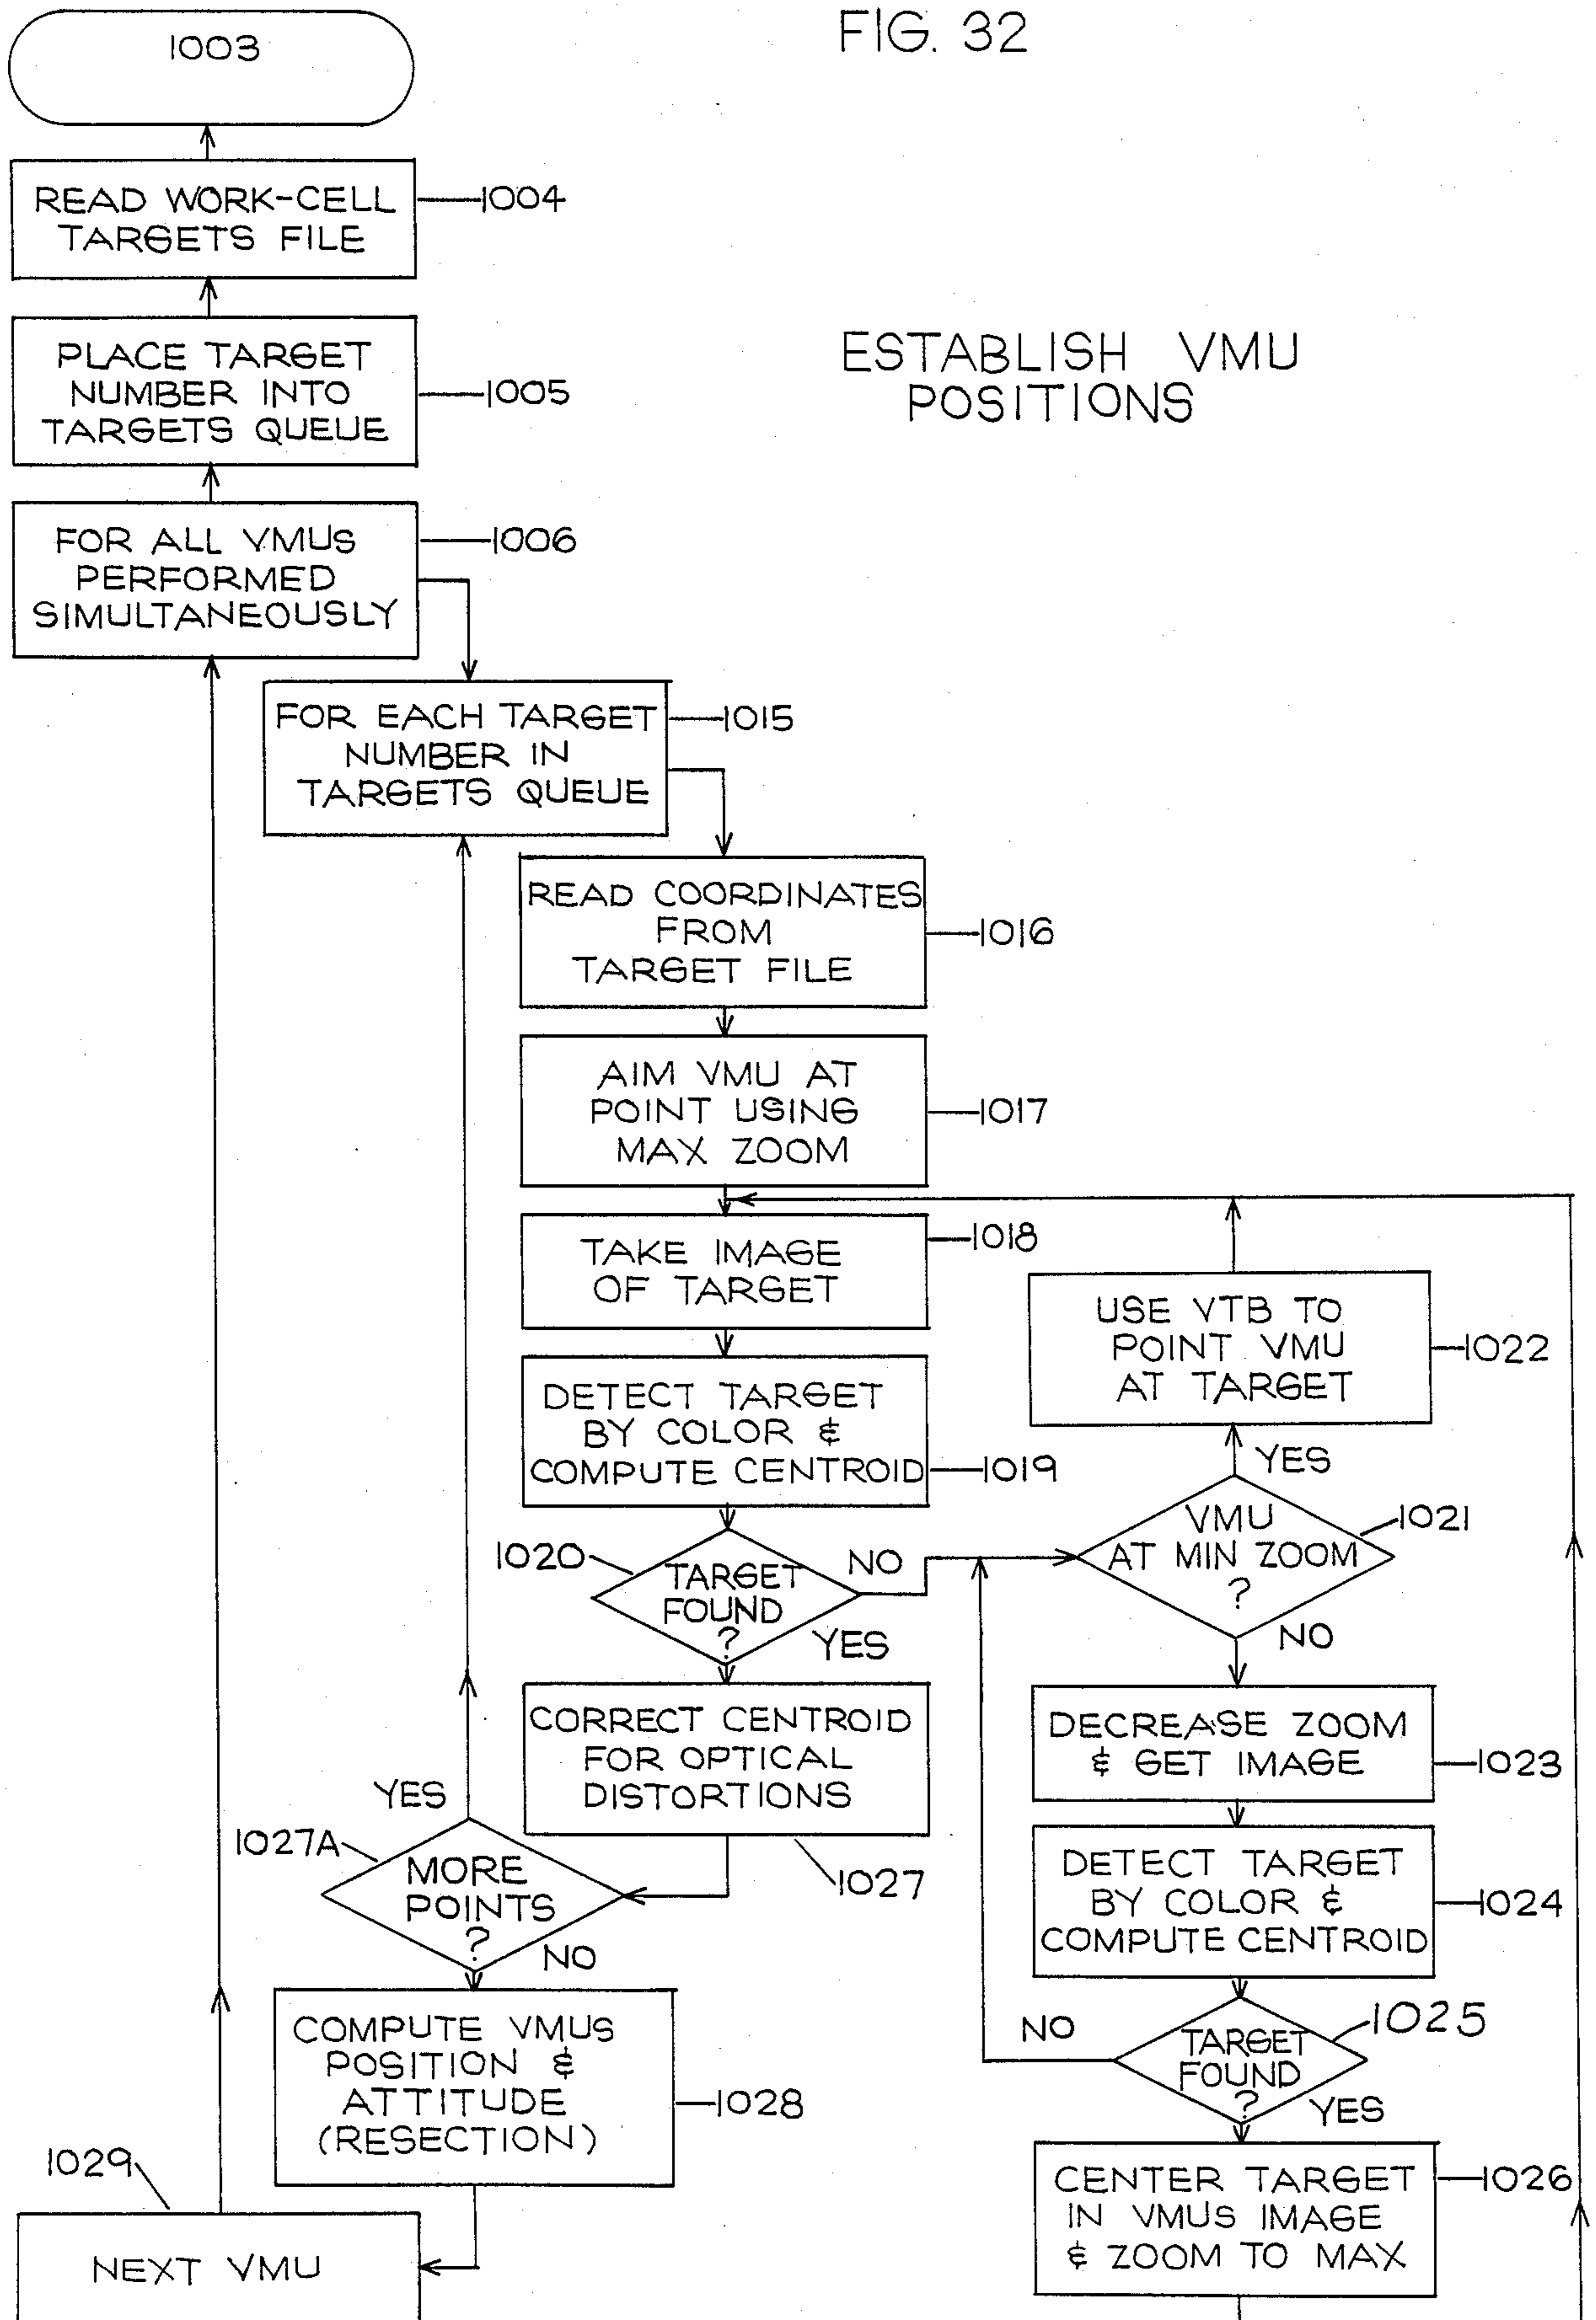 FIG. 32
1003
READ WORK-CELL
TARGETS FILE
1004
PLACE TARGET
NUMBER INTO
TARGETS QUEUE
1005
ESTABLISH VMU
POSITIONS
FOR ALL VMUS
PERFORMED
SIMULTANEOUSLY
1006
FOR EACH TARGET
NUMBER IN
TARGETS QUEUE
1015
READ COORDINATES
FROM
TARGET FILE
1016
AIM VMU AT
POINT USING
MAX ZOOM
1017
TAKE IMAGE
OF TARGET
1018
DETECT TARGET
BY COLOR &
COMPUTE CENTROID
1019
1020
TARGET
FOUND
?
NO
YES
USE VTB TO
POINT VMU
AT TARGET
1022
YES
VMU
AT MIN ZOOM
?
1021
NO
DECREASE ZOOM
& GET IMAGE
1023
DETECT TARGET
BY COLOR &
COMPUTE CENTROID
1024
TARGET
FOUND
?
1025
NO
YES
CENTER TARGET
IN VMUS IMAGE
& ZOOM TO MAX
1026
CORRECT CENTROID
FOR OPTICAL
DISTORTIONS
1027
YES
1027A
MORE
POINTS
?
NO
COMPUTE VMUS
POSITION &
ATTITUDE
(RESECTION)
1028
1029
NEXT VMU